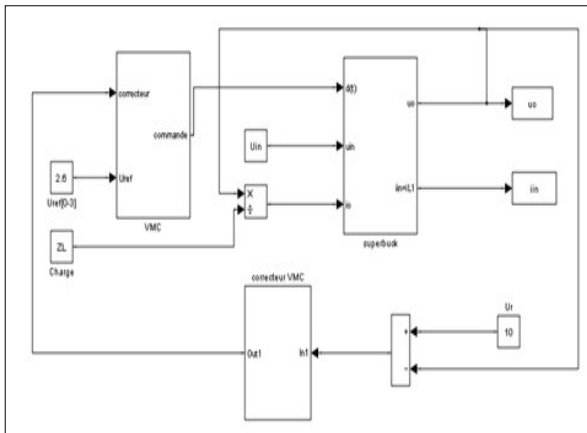 correcteur
commande
Uref
2.6
Uref[0-3]
VMC
ZL
Charge
Uin
×
÷
d(t)
uin
io
uo
iin=iL1
superbuck
uo
iin
correcteur VMC
Out1
In1
+
-
Ur
10